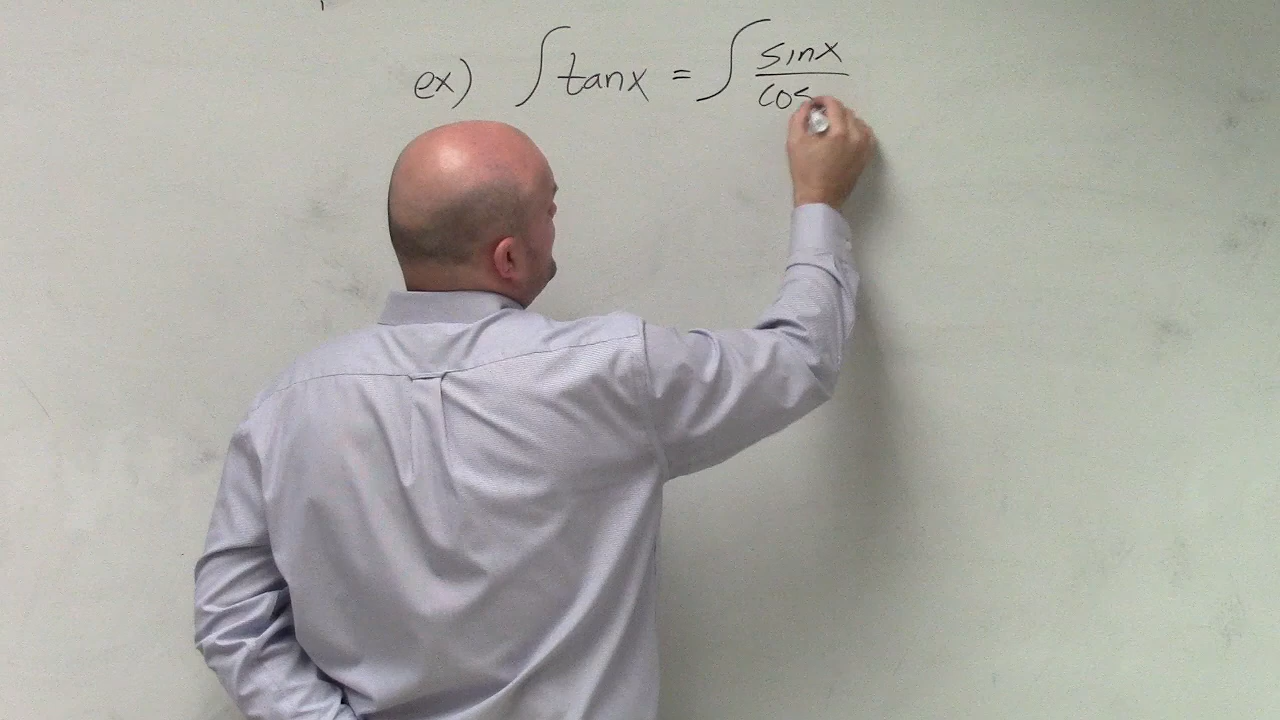 ex) ∫ tanx = ∫ sinx / cos